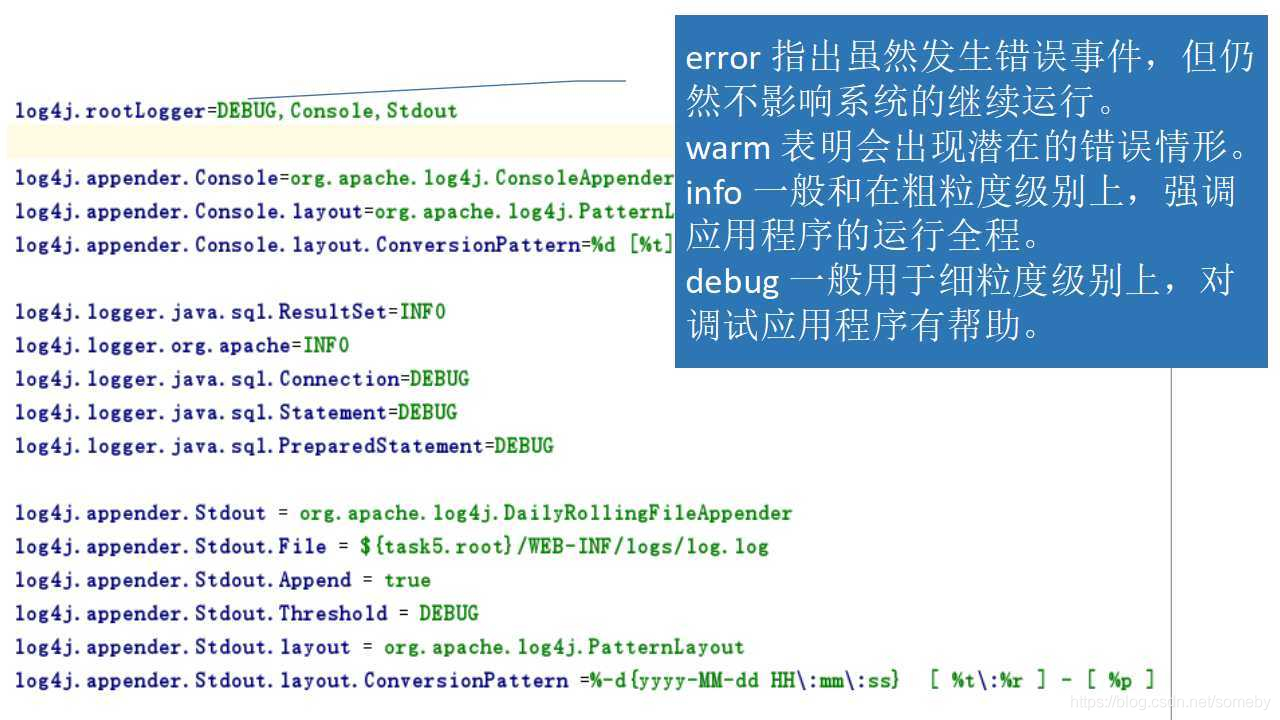 error 指出虽然发生错误事件，但仍
然不影响系统的继续运行。
warm 表明会出现潜在的错误情形。
info 一般和在粗粒度级别上，强调
应用程序的运行全程。
debug 一般用于细粒度级别上，对
调试应用程序有帮助。
log4j.rootLogger=DEBUG,Console,Stdout
log4j.appender.Console=org.apache.log4j.ConsoleAppender
log4j.appender.Console.layout=org.apache.log4j.PatternL
log4j.appender.Console.layout.ConversionPattern=%d [%t]
log4j.logger.java.sql.ResultSet=INFO
log4j.logger.org.apache=INFO
log4j.logger.java.sql.Connection=DEBUG
log4j.logger.java.sql.Statement=DEBUG
log4j.logger.java.sql.PreparedStatement=DEBUG
log4j.appender.Stdout = org.apache.log4j.DailyRollingFileAppender
log4j.appender.Stdout.File = ${task5.root}/WEB-INF/logs/log.log
log4j.appender.Stdout.Append = true
log4j.appender.Stdout.Threshold = DEBUG
log4j.appender.Stdout.layout = org.apache.log4j.PatternLayout
log4j.appender.Stdout.layout.ConversionPattern =%-d{yyyy-MM-dd HH\:mm\:ss} [ %t\:%r ] - [ %p ]
https://blog.csdn.net/someby